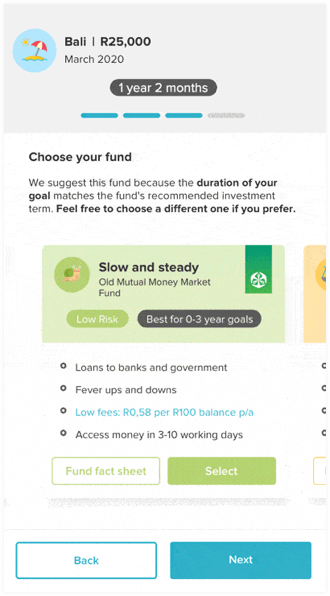 Bali | R25,000
March 2020
1 year 2 months
Choose your fund
We suggest this fund because the duration of your
goal matches the fund's recommended investment
term. Feel free to choose a different one if you prefer.
Slow and steady
Old Mutual Money Market
Fund
Low Risk
Best for 0-3 year goals
Loans to banks and government
Fever ups and downs
Low fees: R0,58 per R100 balance p/a
Access money in 3-10 working days
Fund fact sheet
Select
Back
Next